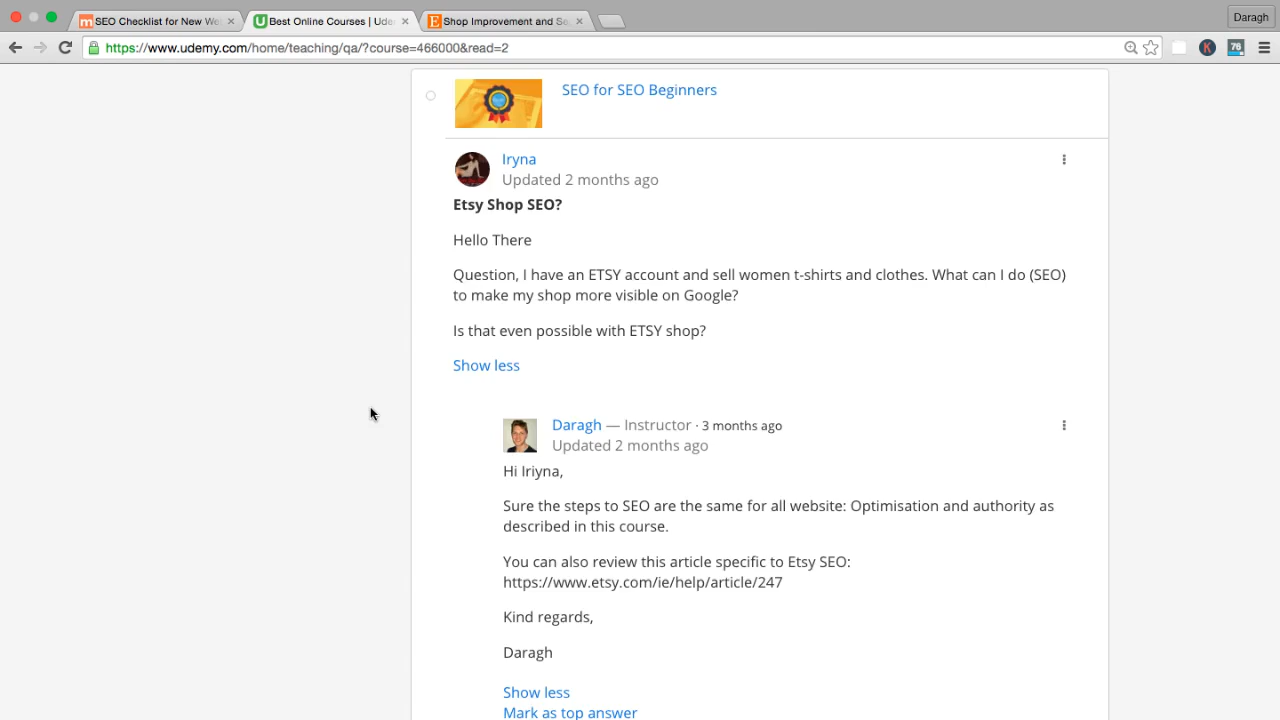 SEO Checklist for New We
Best Online Courses | Ude
Shop Improvement and Se
Daragh
https://www.udemy.com/home/teaching/qa/?course=466000&read=2
K
76
SEO for SEO Beginners
Iryna
Updated 2 months ago
Etsy Shop SEO?
Hello There
Question, I have an ETSY account and sell women t-shirts and clothes. What can I do (SEO)
to make my shop more visible on Google?
Is that even possible with ETSY shop?
Show less
Daragh — Instructor · 3 months ago
Updated 2 months ago
Hi Iriyna,
Sure the steps to SEO are the same for all website: Optimisation and authority as
described in this course.
You can also review this article specific to Etsy SEO:
https://www.etsy.com/ie/help/article/247
Kind regards,
Daragh
Show less
Mark as top answer